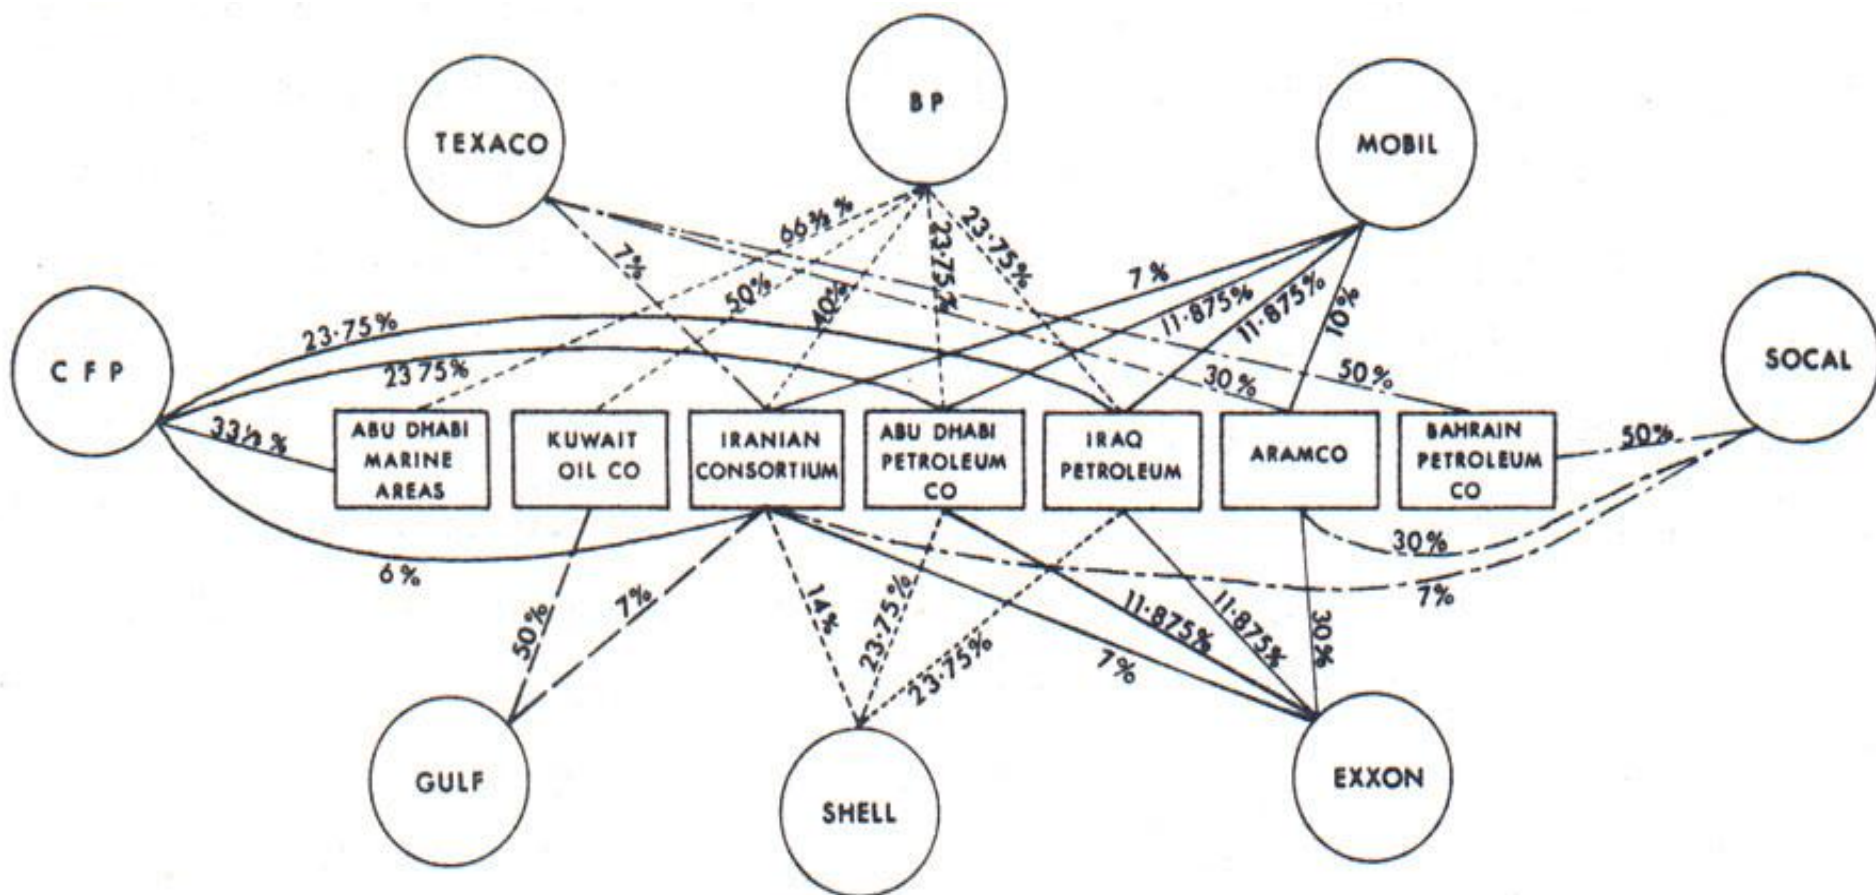 BP
TEXACO
MOBIL
66⅔%
23·75%
23·75%
7%
50%
40%
7%
11·875%
11·875%
10%
23·75%
SOCAL
CFP
2375%
30%
50%
33⅓%
ABU DHABI
MARINE
AREAS
KUWAIT
OIL CO
IRANIAN
CONSORTIUM
ABU DHABI
PETROLEUM
CO
IRAQ
PETROLEUM
ARAMCO
BAHRAIN
PETROLEUM
CO
50%
30%
6%
7%
50%
7%
14%
23·75%
23·75%
11·875%
11·875%
30%
7%
GULF
SHELL
EXXON